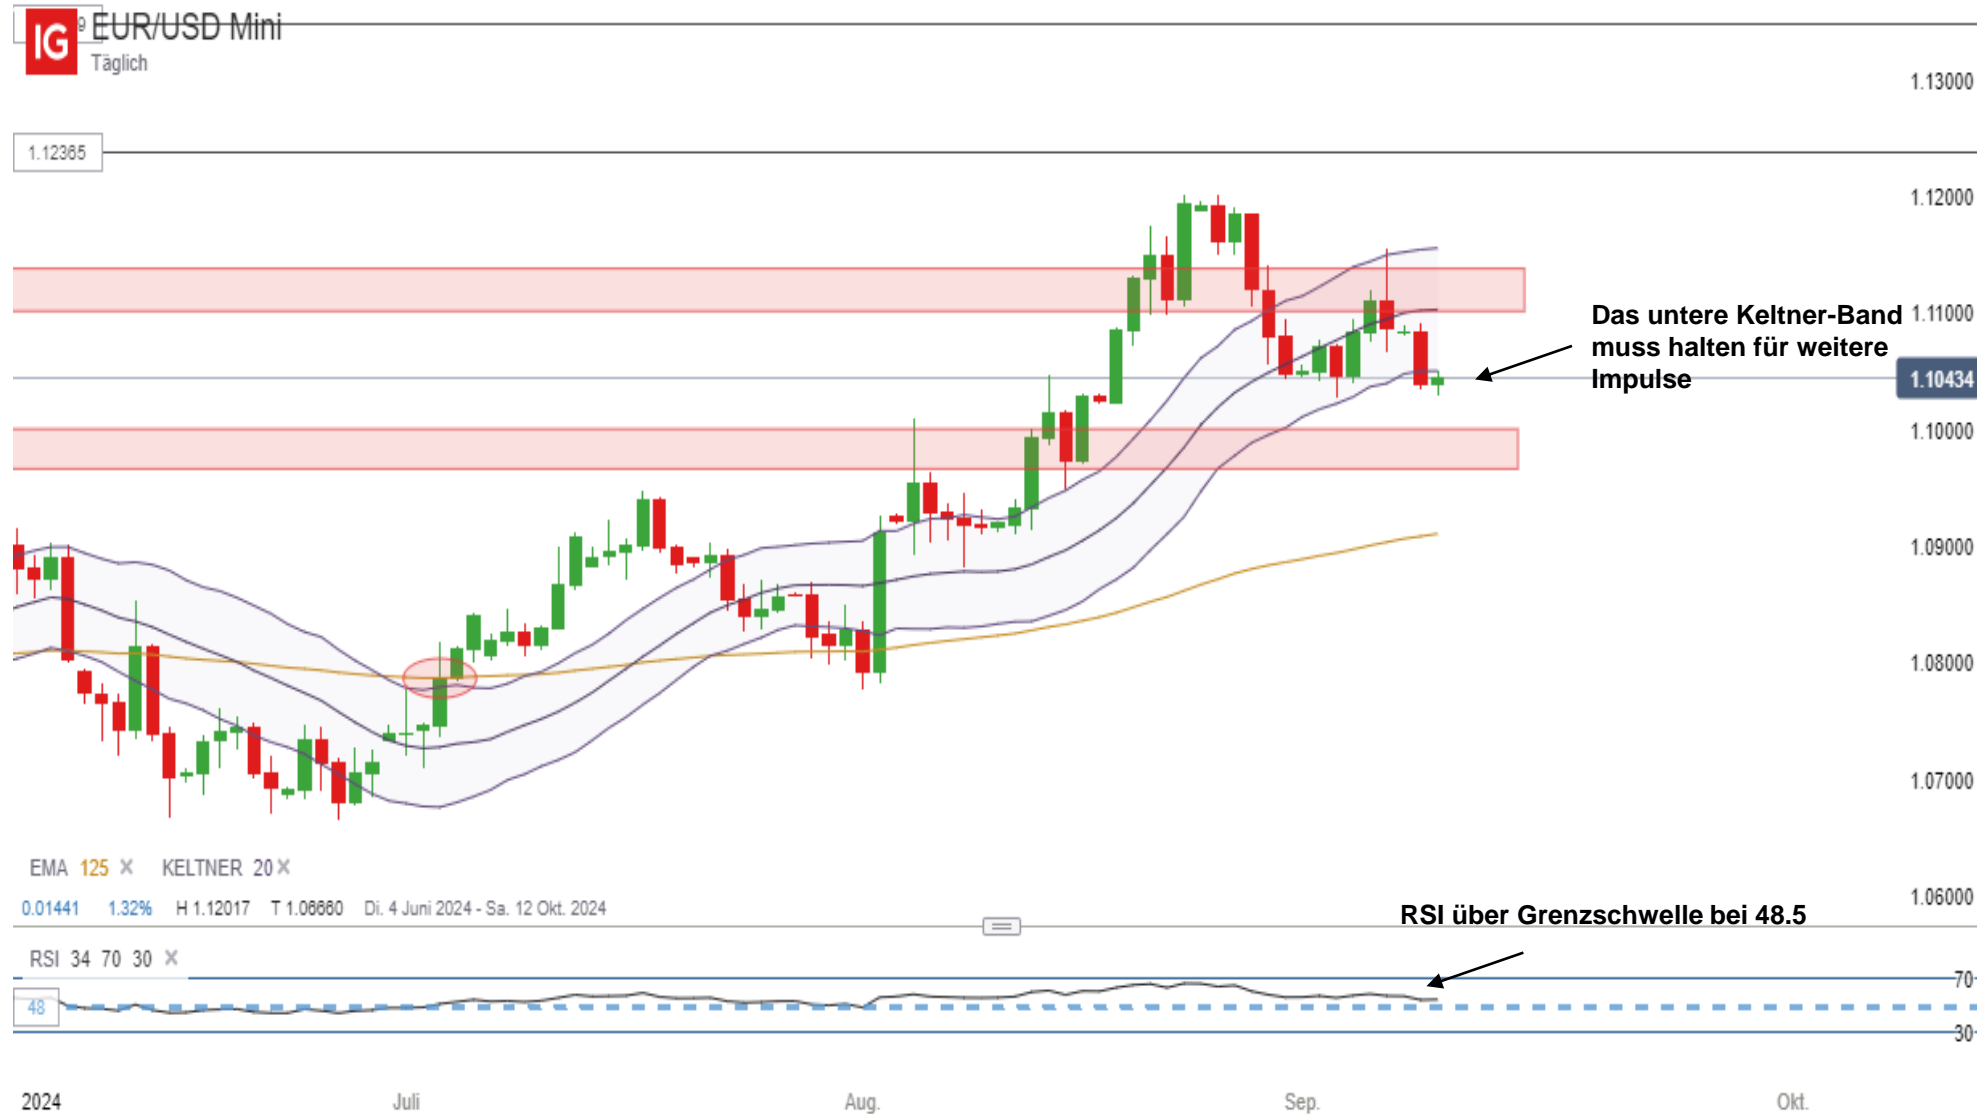 IG
EUR/USD Mini
Täglich
1.13000
1.12365
1.12000
1.11000
Das untere Keltner-Band
muss halten für weitere
Impulse
1.10434
1.10000
1.09000
1.08000
1.07000
EMA 125 × KELTNER 20 ×
0.01441 1.32% H 1.12017 T 1.06660 Di. 4 Juni 2024 - Sa. 12 Okt. 2024
1.06000
RSI über Grenzschwelle bei 48.5
RSI 34 70 30 ×
70
48
30
2024 Juli Aug. Sep. Okt.